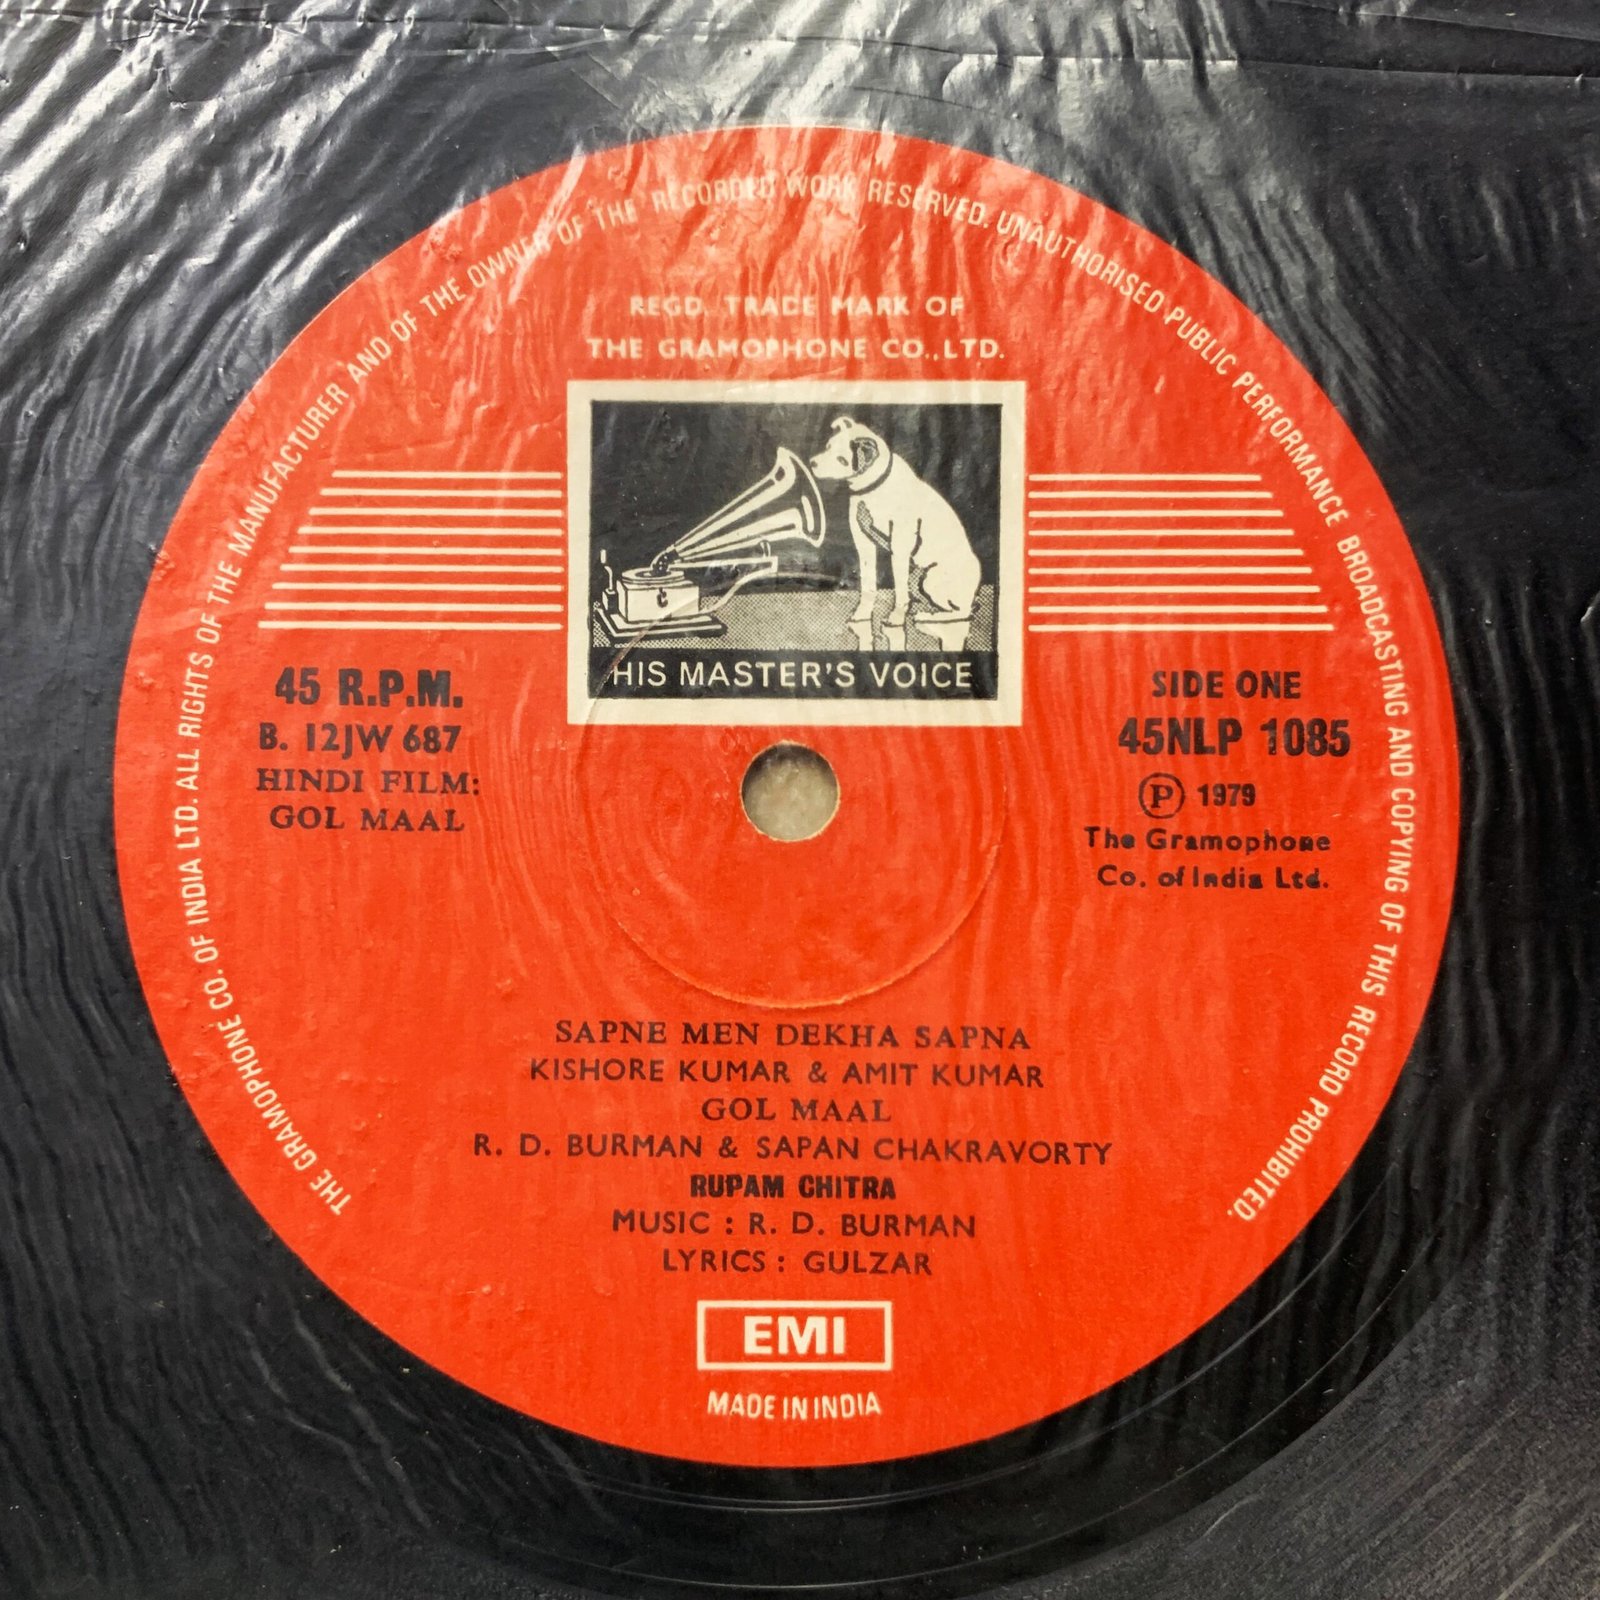 THE GRAMOPHONE CO. OF INDIA LTD. ALL RIGHTS OF THE MANUFACTURER AND OF THE OWNER OF THE RECORDED WORK RESERVED. UNAUTHORISED PUBLIC PERFORMANCE BROADCASTING AND COPYING OF THIS RECORD PROHIBITED.
REGD. TRADE MARK OF
THE GRAMOPHONE CO., LTD.
HIS MASTER'S VOICE
45 R.P.M.
B. 12JW 687
HINDI FILM:
GOL MAAL
SIDE ONE
45NLP 1085
Ⓟ 1979
The Gramophone
Co. of India Ltd.
SAPNE MEN DEKHA SAPNA
KISHORE KUMAR & AMIT KUMAR
GOL MAAL
R. D. BURMAN & SAPAN CHAKRAVORTY
RUPAM CHITRA
MUSIC : R. D. BURMAN
LYRICS : GULZAR
EMI
MADE IN INDIA